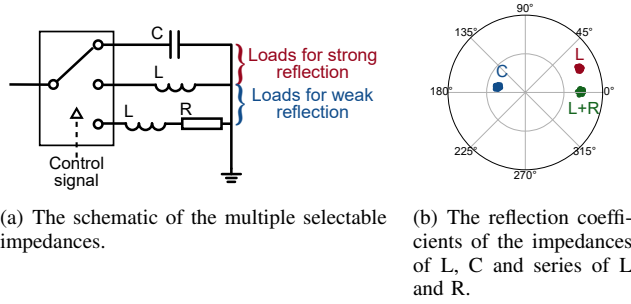 C
L
L
R
Loads for strong
reflection
Loads for weak
reflection
Control
signal
90°
135°
45°
L
C
180°
0°
L+R
225°
315°
270°
(a) The schematic of the multiple selectable
impedances.
(b) The reflection coeffi-
cients of the impedances
of L, C and series of L
and R.